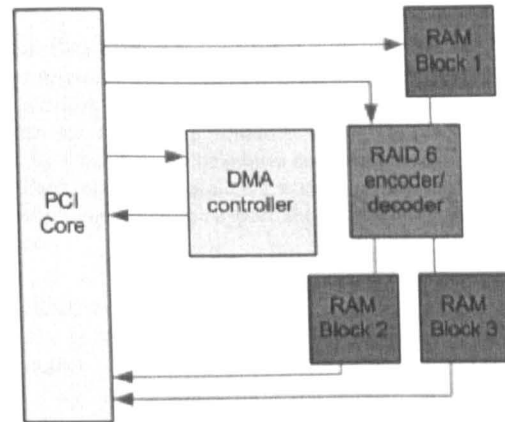 RAM
Block 1
RAID 6
encoder/
decoder
DMA
controller
PCI
Core
RAM
Block 2
RAM
Block 3